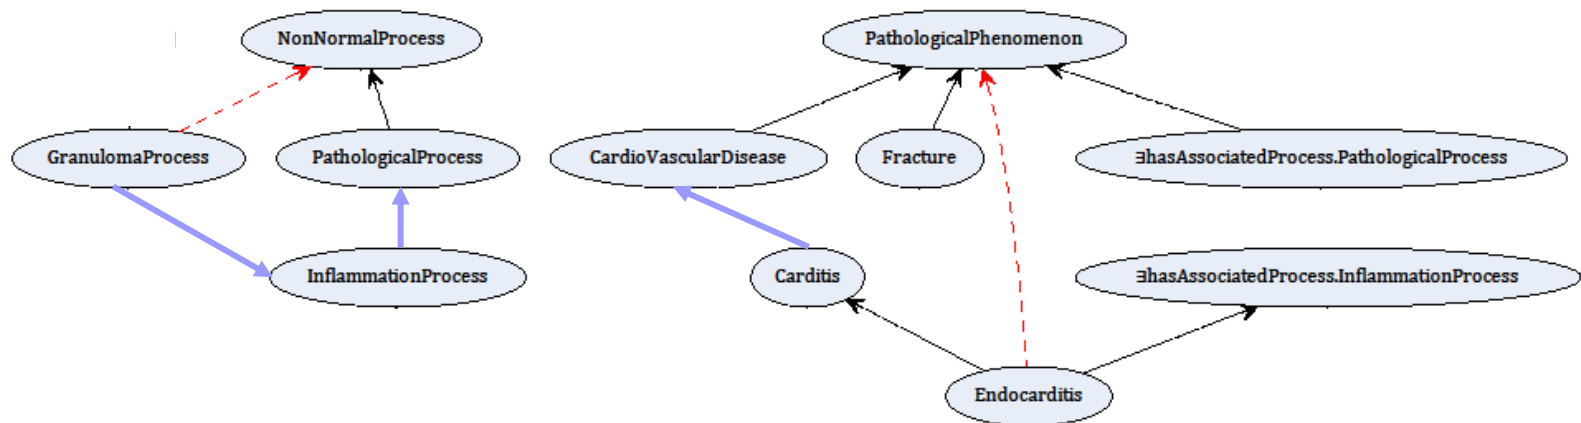 NonNormalProcess
PathologicalPhenomenon
GranulomaProcess
PathologicalProcess
CardioVascularDisease
Fracture
∃hasAssociatedProcess.PathologicalProcess
InflammationProcess
Carditis
∃hasAssociatedProcess.InflammationProcess
Endocarditis